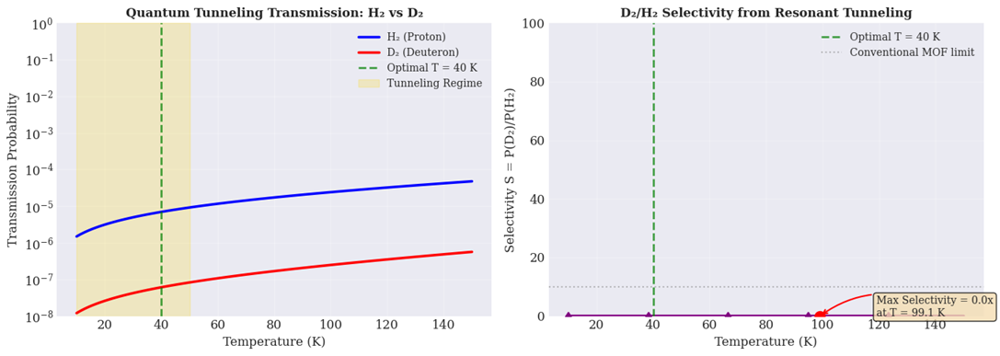 Quantum Tunneling Transmission: H₂ vs D₂
Transmission Probability
10⁰
10⁻¹
10⁻²
10⁻³
10⁻⁴
10⁻⁵
10⁻⁶
10⁻⁷
10⁻⁸
H₂ (Proton)
D₂ (Deuteron)
Optimal T = 40 K
Tunneling Regime
20 40 60 80 100 120 140
Temperature (K)
D₂/H₂ Selectivity from Resonant Tunneling
Selectivity S = P(D₂)/P(H₂)
100
80
60
40
20
0
Optimal T = 40 K
Conventional MOF limit
Max Selectivity = 0.0x
at T = 99.1 K
20 40 60 80 100 120 140
Temperature (K)